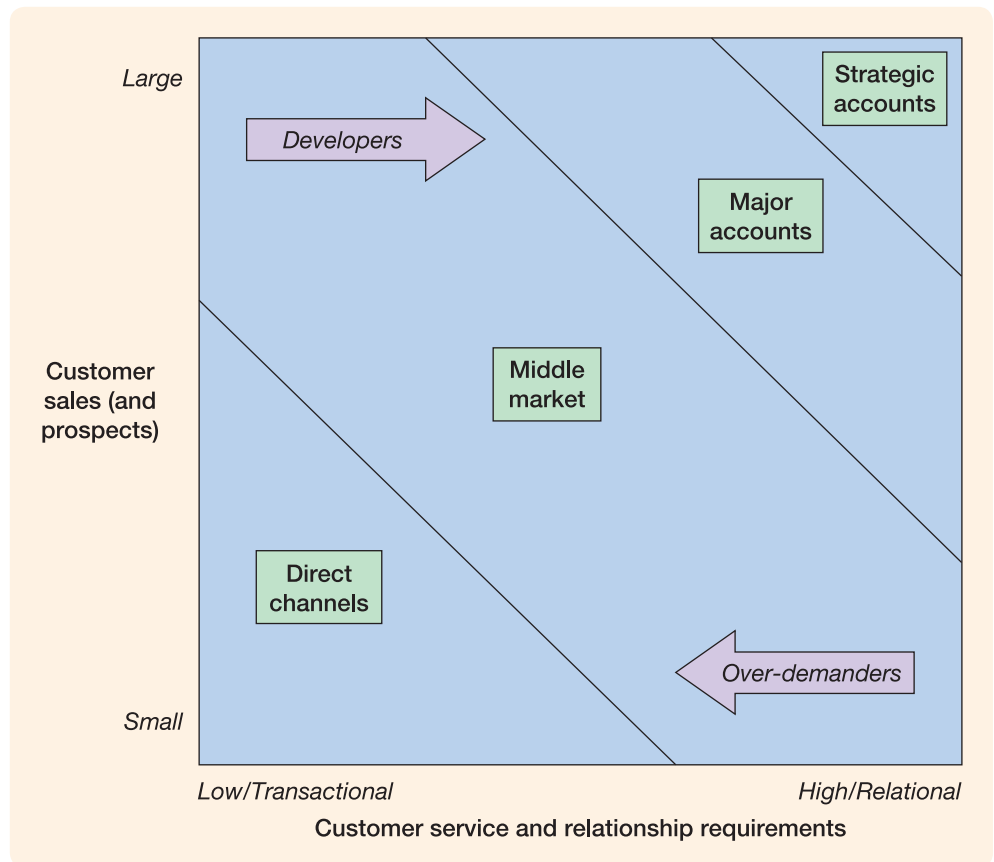 Large
Strategic
accounts
Developers
Major
accounts
Customer
sales (and
prospects)
Middle
market
Direct
channels
Over-demanders
Small
Low/Transactional
High/Relational
Customer service and relationship requirements